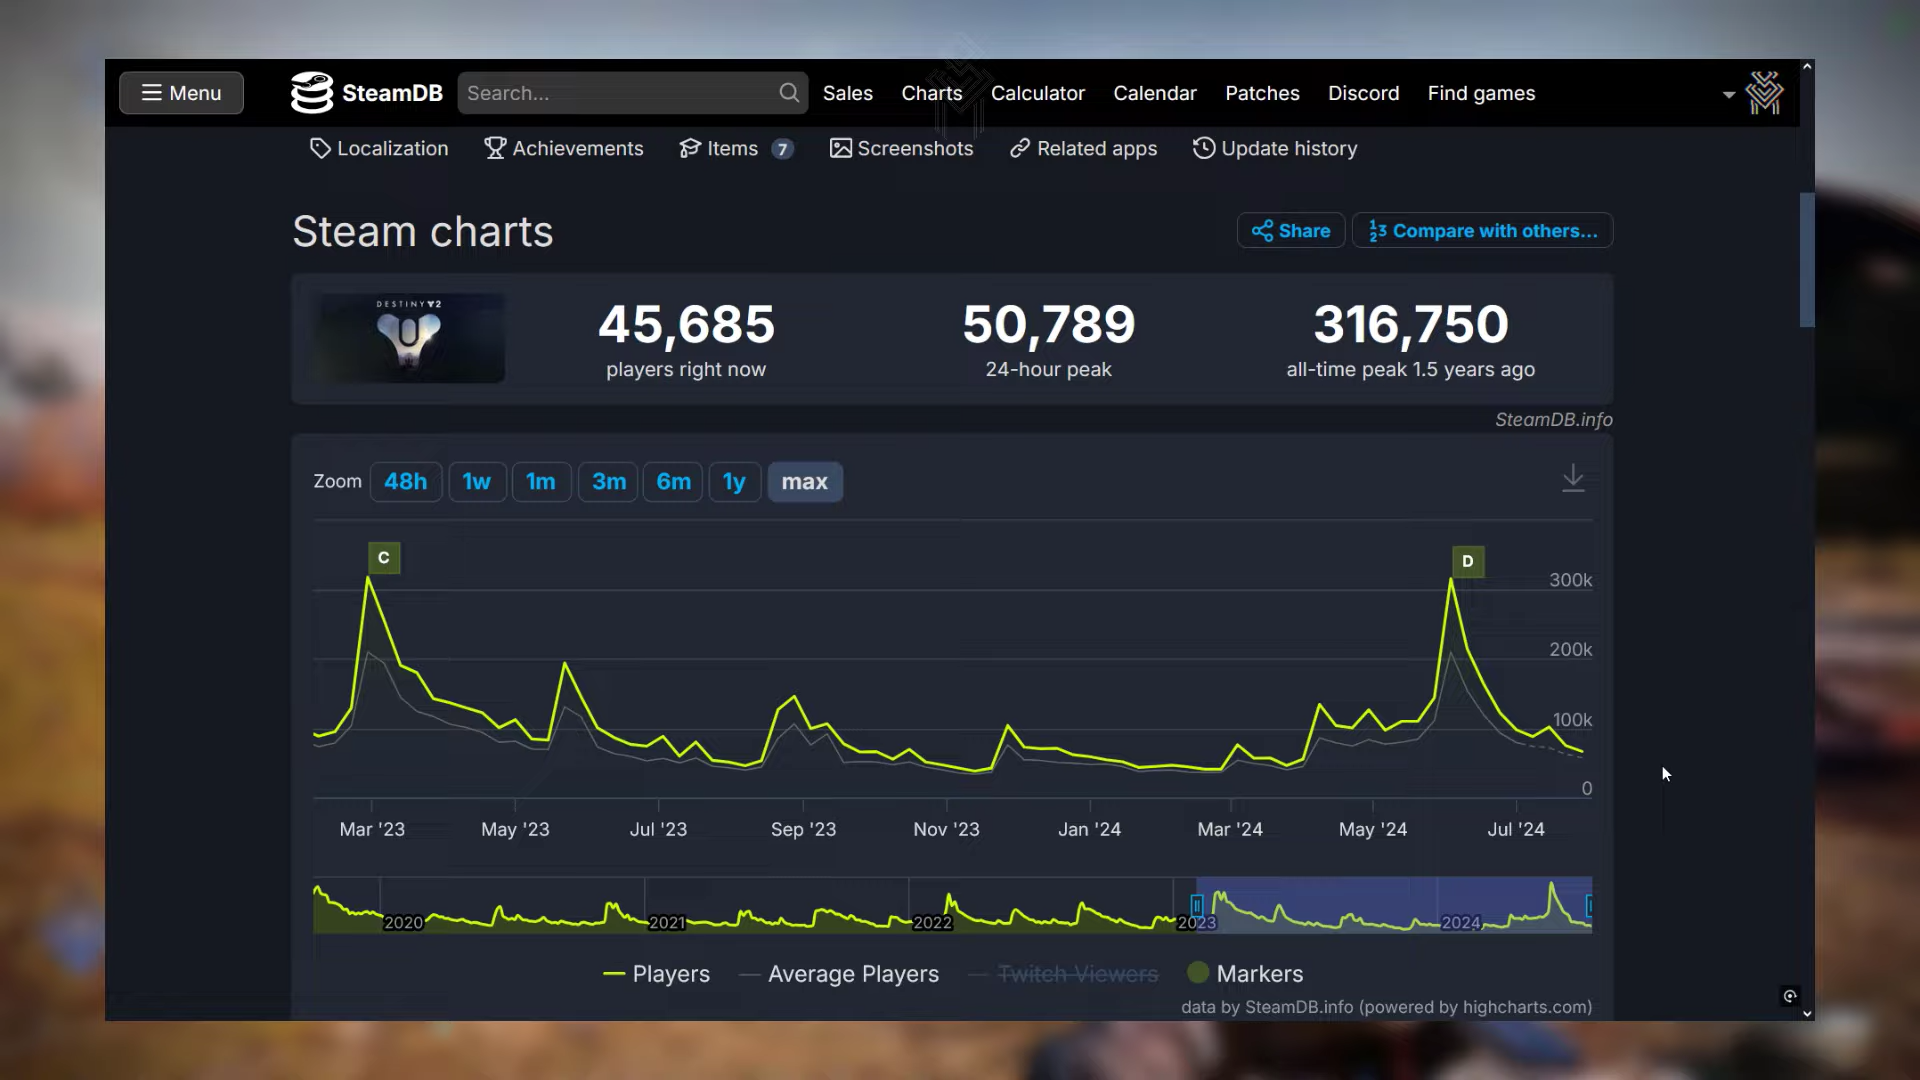 Menu
SteamDB
Search...
Sales
Charts
Calculator
Calendar
Patches
Discord
Find games
Localization
Achievements
Items 7
Screenshots
Related apps
Update history
Steam charts
Share
Compare with others...
DESTINY 2
45,685
players right now
50,789
24-hour peak
316,750
all-time peak 1.5 years ago
SteamDB.info
Zoom 48h 1w 1m 3m 6m 1y max
C
D
300k
200k
100k
0
Mar '23 May '23 Jul '23 Sep '23 Nov '23 Jan '24 Mar '24 May '24 Jul '24
2020 2021 2022 2023 2024
Players Average Players Twitch Viewers Markers
data by SteamDB.info (powered by highcharts.com)